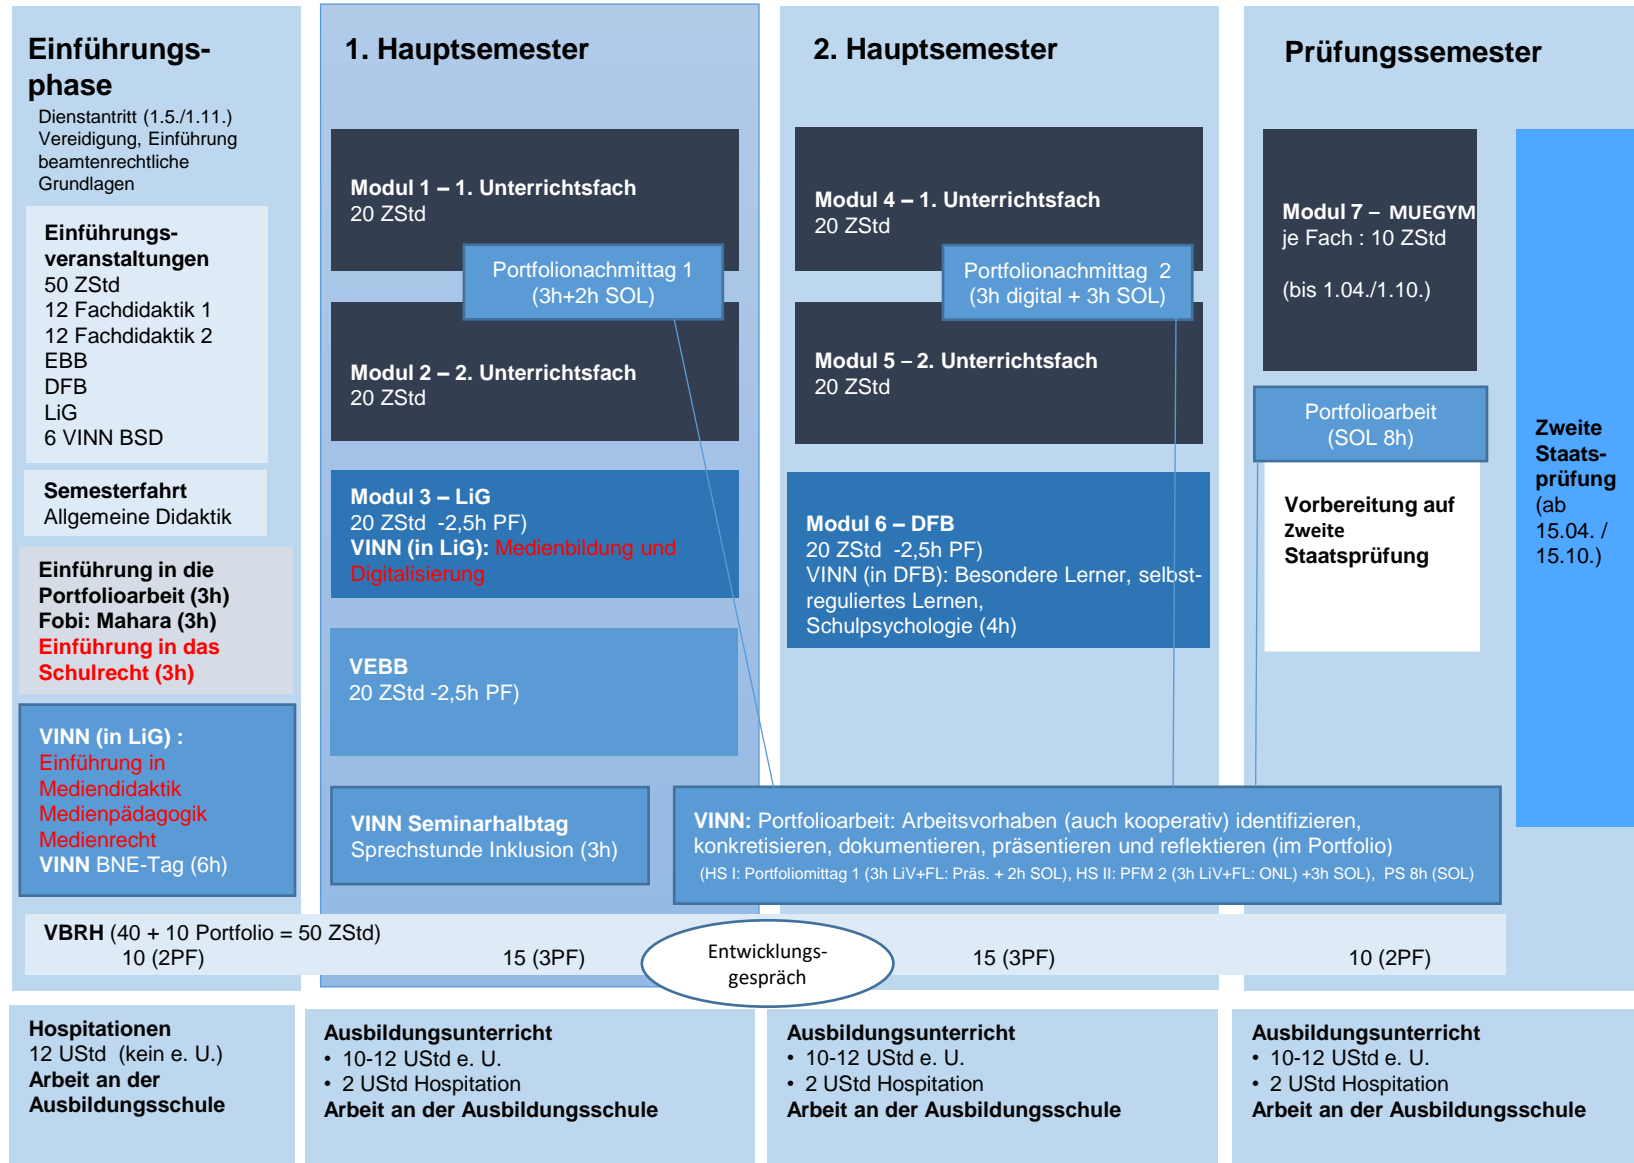 Einführungs-
phase
Dienstantritt (1.5./1.11.)
Vereidigung, Einführung
beamtenrechtliche
Grundlagen
Einführungs-
veranstaltungen
50 ZStd
12 Fachdidaktik 1
12 Fachdidaktik 2
EBB
DFB
LiG
6 VINN BSD
Semesterfahrt
Allgemeine Didaktik
Einführung in die
Portfolioarbeit (3h)
Fobi: Mahara (3h)
Einführung in das
Schulrecht (3h)
VINN (in LiG) :
Einführung in
Mediendidaktik
Medienpädagogik
Medienrecht
VINN BNE-Tag (6h)
1. Hauptsemester
Modul 1 – 1. Unterrichtsfach
20 ZStd
Portfolionachmittag 1
(3h+2h SOL)
Modul 2 – 2. Unterrichtsfach
20 ZStd
Modul 3 – LiG
20 ZStd  -2,5h PF)
VINN (in LiG): Medienbildung und
Digitalisierung
VEBB
20 ZStd -2,5h PF)
VINN Seminarhalbtag
Sprechstunde Inklusion (3h)
2. Hauptsemester
Modul 4 – 1. Unterrichtsfach
20 ZStd
Portfolionachmittag  2
(3h digital + 3h SOL)
Modul 5 – 2. Unterrichtsfach
20 ZStd
Modul 6 – DFB
20 ZStd  -2,5h PF)
VINN (in DFB): Besondere Lerner, selbst-
reguliertes Lernen,
Schulpsychologie (4h)
Prüfungssemester
Modul 7 – MUEGYM
je Fach : 10 ZStd
(bis 1.04./1.10.)
Portfolioarbeit
(SOL 8h)
Vorbereitung auf
Zweite
Staatsprüfung
Zweite
Staats-
prüfung
(ab
15.04. /
15.10.)
VINN: Portfolioarbeit: Arbeitsvorhaben (auch kooperativ) identifizieren,
konkretisieren, dokumentieren, präsentieren und reflektieren (im Portfolio)
(HS I: Portfoliomittag 1 (3h LiV+FL: Präs. + 2h SOL), HS II: PFM 2 (3h LiV+FL: ONL) +3h SOL),  PS 8h (SOL)
VBRH (40 + 10 Portfolio = 50 ZStd)
10 (2PF)
15 (3PF)
Entwicklungs-
gespräch
15 (3PF)
10 (2PF)
Hospitationen
12 UStd  (kein e. U.)
Arbeit an der
Ausbildungsschule
Ausbildungsunterricht
• 10-12 UStd e. U.
• 2 UStd Hospitation
Arbeit an der Ausbildungsschule
Ausbildungsunterricht
• 10-12 UStd e. U.
• 2 UStd Hospitation
Arbeit an der Ausbildungsschule
Ausbildungsunterricht
• 10-12 UStd e. U.
• 2 UStd Hospitation
Arbeit an der Ausbildungsschule